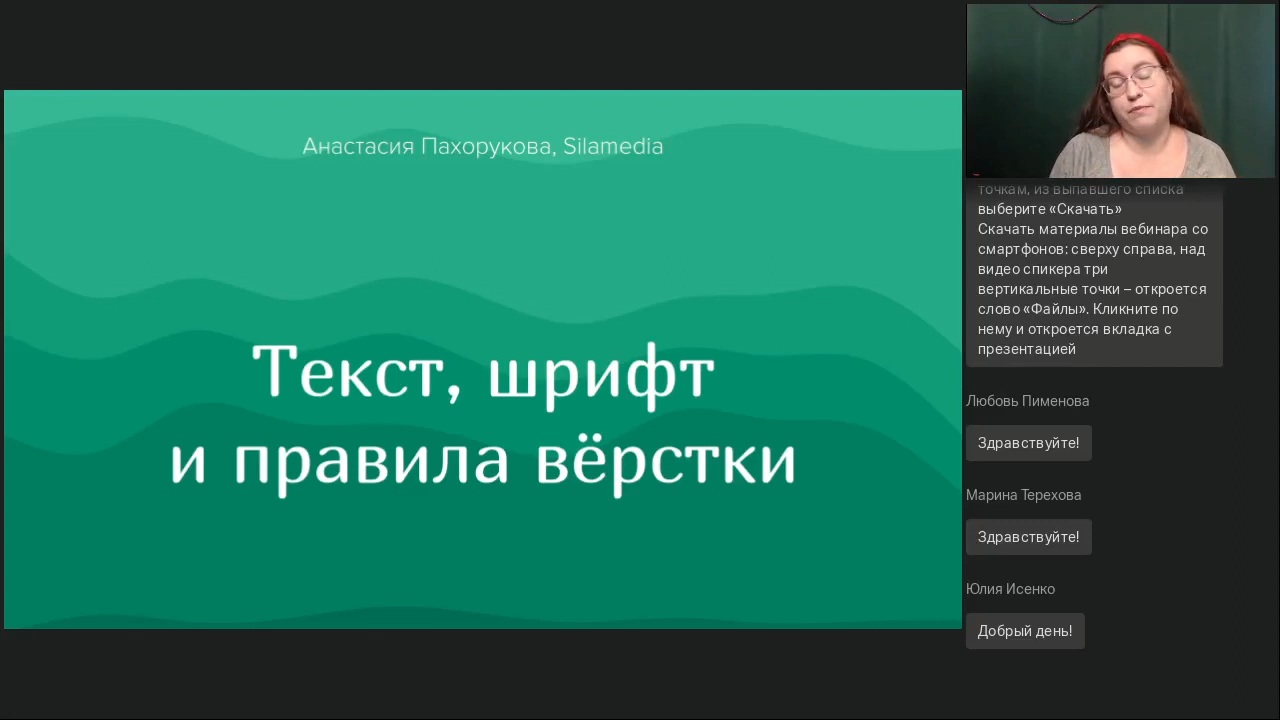 Анастасия Пахорукова, Silamedia
Текст, шрифт
и правила вёрстки
точкам, из выпавшего списка
выберите «Скачать»
Скачать материалы вебинара со
смартфонов: сверху справа, над
видео спикера три
вертикальные точки – откроется
слово «Файлы». Кликните по
нему и откроется вкладка с
презентацией
Любовь Пименова
Здравствуйте!
Марина Терехова
Здравствуйте!
Юлия Исенко
Добрый день!